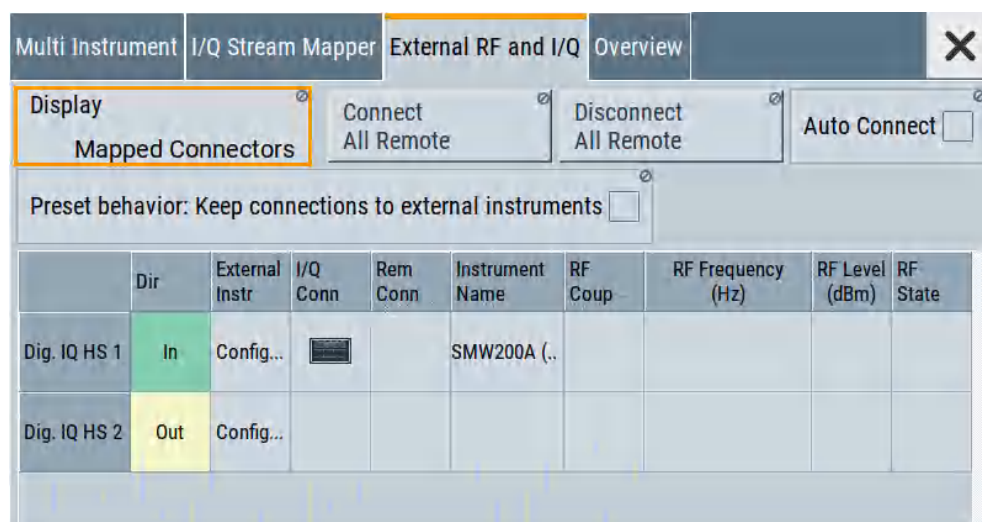 Multi Instrument I/Q Stream Mapper External RF and I/Q Overview
Display
Mapped Connectors
Connect
All Remote
Disconnect
All Remote
Auto Connect
Preset behavior: Keep connections to external instruments
Dir External Instr I/Q Conn Rem Conn Instrument Name RF Coup RF Frequency (Hz) RF Level (dBm) RF State
Dig. IQ HS 1 In Config... SMW200A (..
Dig. IQ HS 2 Out Config...